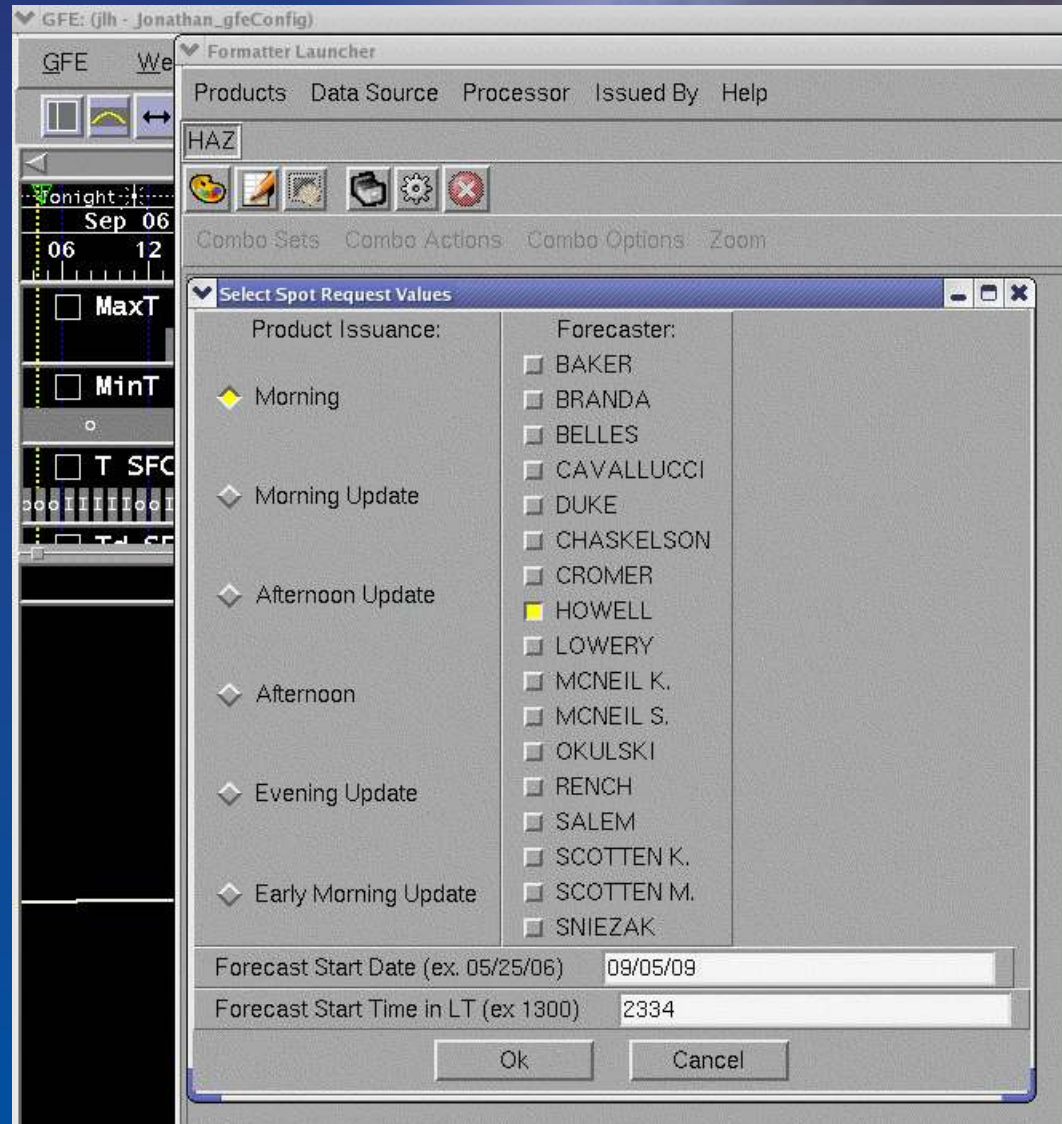 GFE: (jlh - Jonathan_gfeConfig)
GFE We
Formatter Launcher
Products Data Source Processor Issued By Help
HAZ
Combo Sets Combo Actions Combo Options Zoom
Tonight
Sep 06
06 12
MaxT
MinT
T SFC
Select Spot Request Values
Product Issuance:
Morning
Morning Update
Afternoon Update
Afternoon
Evening Update
Early Morning Update
Forecaster:
BAKER
BRANDA
BELLES
CAVALLUCCI
DUKE
CHASKELSON
CROMER
HOWELL
LOWERY
MCNEIL K.
MCNEIL S.
OKULSKI
RENCH
SALEM
SCOTTEN K.
SCOTTEN M.
SNIEZAK
Forecast Start Date (ex. 05/25/06) 09/05/09
Forecast Start Time in LT (ex 1300) 2334
Ok Cancel